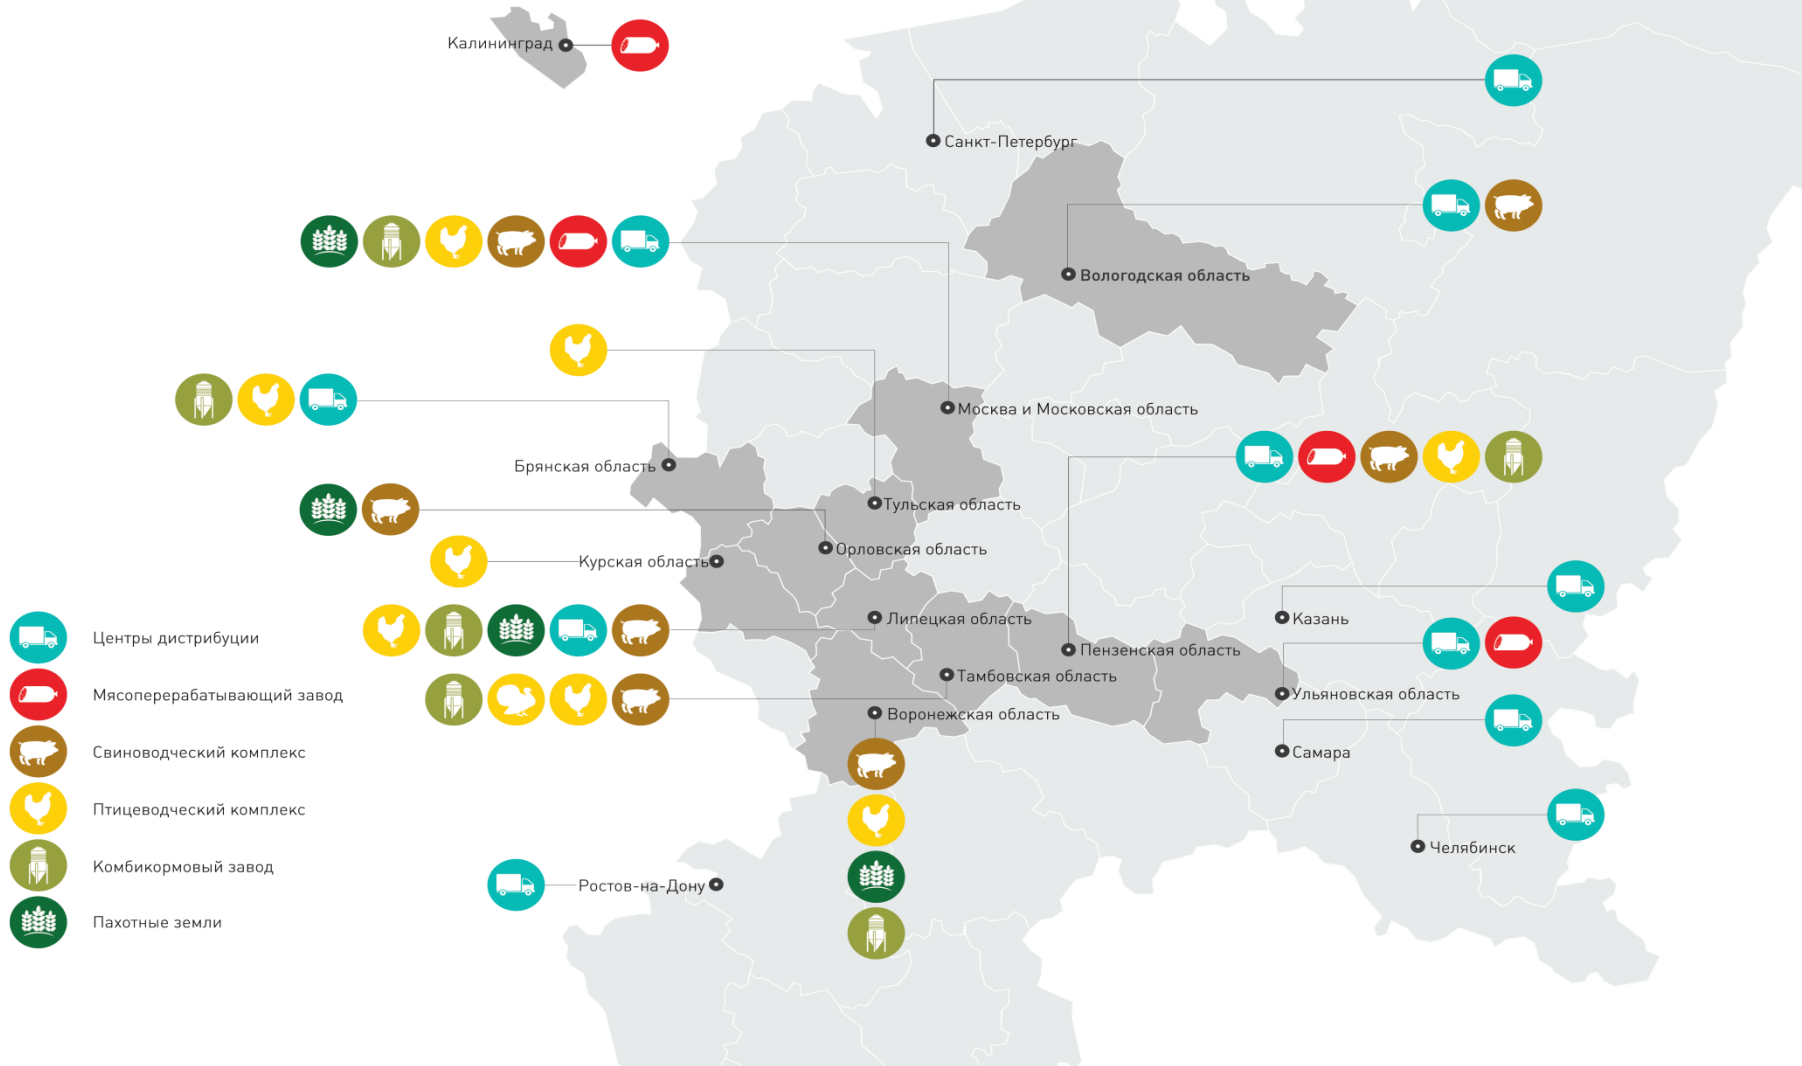 Калининград
Санкт-Петербург
Вологодская область
Москва и Московская область
Брянская область
Тульская область
Орловская область
Курская область
Казань
Липецкая область
Центры дистрибуции
Пензенская область
Тамбовская область
Ульяновская область
Мясоперерабатывающий завод
Воронежская область
Свиноводческий комплекс
Самара
Птицеводческий комплекс
Челябинск
Комбикормовый завод
Ростов-на-Дону
Пахотные земли